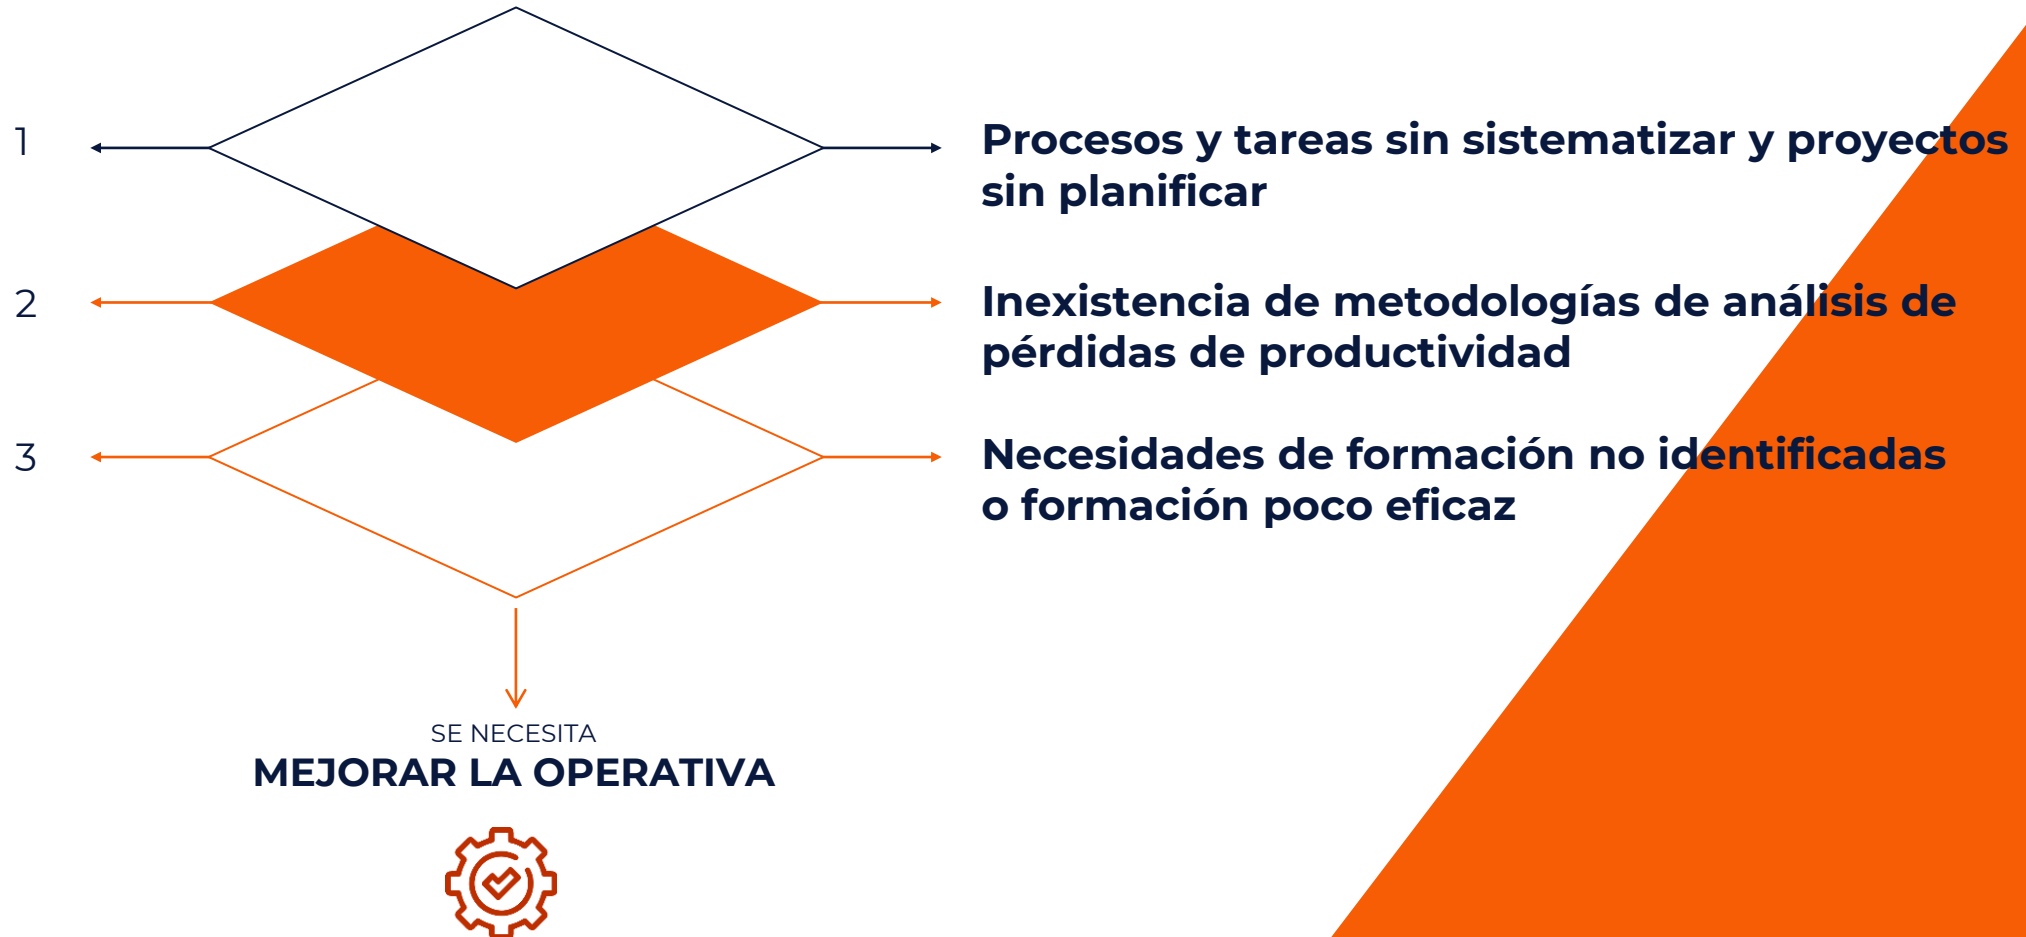 1
Procesos y tareas sin sistematizar y proyectos
sin planificar
2
Inexistencia de metodologías de análisis de
pérdidas de productividad
3
Necesidades de formación no identificadas
o formación poco eficaz
SE NECESITA
MEJORAR LA OPERATIVA